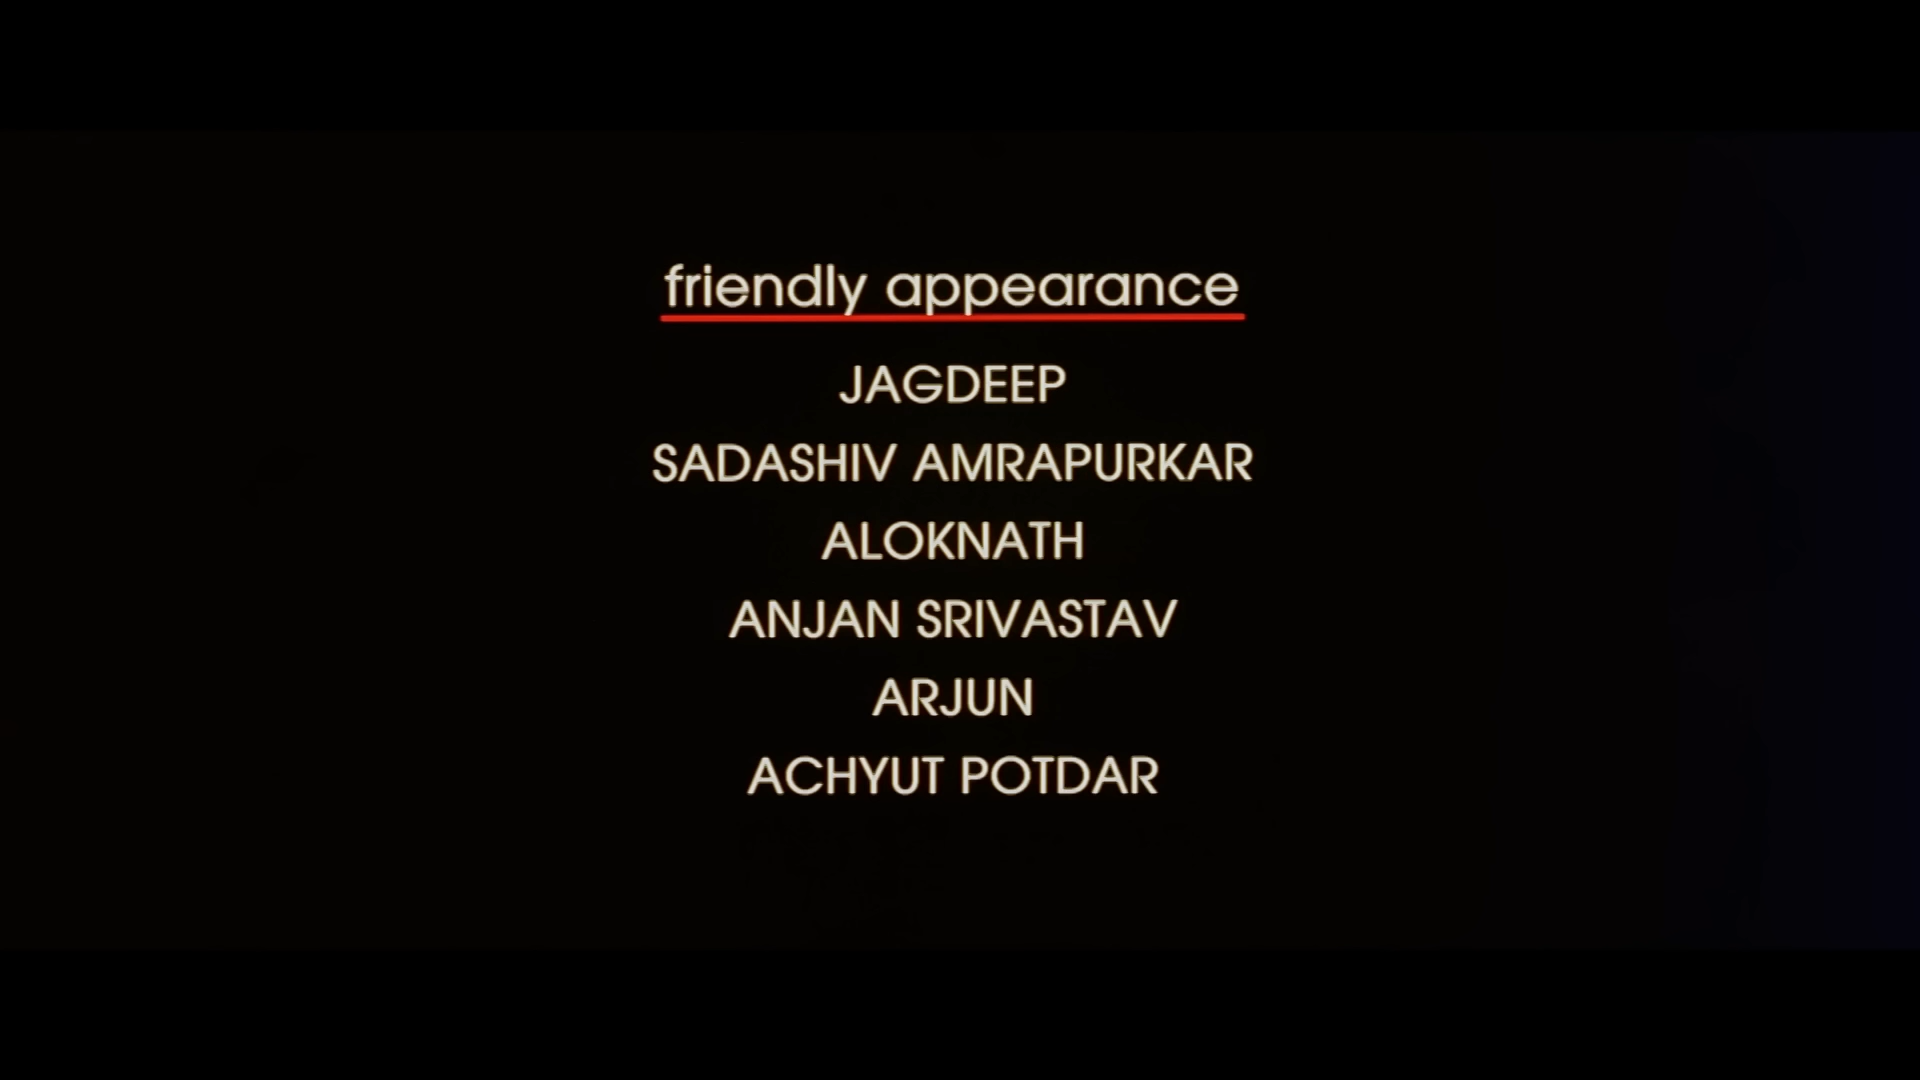 friendly appearance
JAGDEEP
SADASHIV AMRAPURKAR
ALOKNATH
ANJAN SRIVASTAV
ARJUN
ACHYUT POTDAR